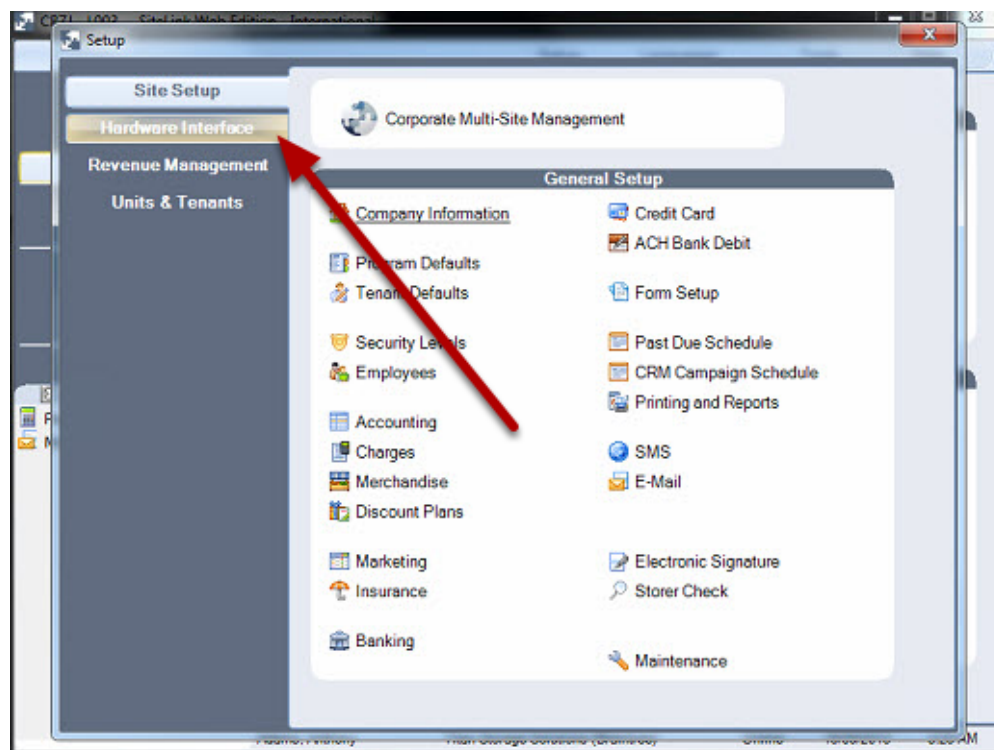 Setup
Site Setup
Hardware Interface
Revenue Management
Units & Tenants
Corporate Multi-Site Management
General Setup
Company Information
Program Defaults
Tenant Defaults
Security Levels
Employees
Accounting
Charges
Merchandise
Discount Plans
Marketing
Insurance
Banking
Credit Card
ACH Bank Debit
Form Setup
Past Due Schedule
CRM Campaign Schedule
Printing and Reports
SMS
E-Mail
Electronic Signature
Storer Check
Maintenance